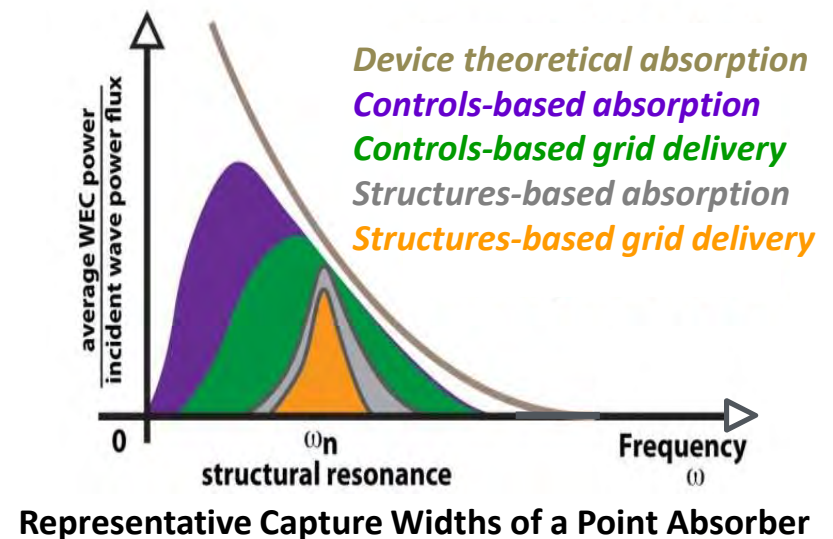 Device theoretical absorption
Controls-based absorption
Controls-based grid delivery
Structures-based absorption
Structures-based grid delivery
average WEC power
incident wave power flux
0
ωn
structural resonance
Frequency
ω
Representative Capture Widths of a Point Absorber